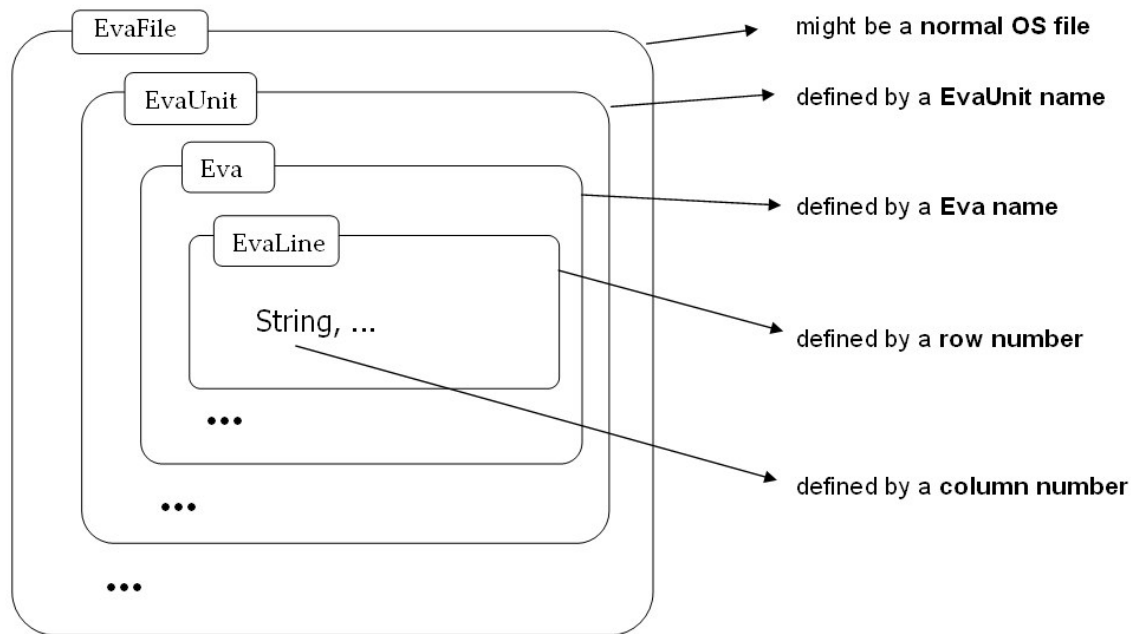 EvaFile
might be a normal OS file
EvaUnit
defined by a EvaUnit name
Eva
defined by a Eva name
EvaLine
String, ...
defined by a row number
...
defined by a column number
...
...